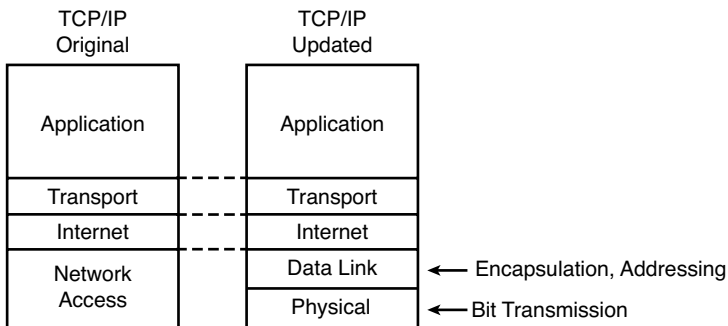 TCP/IP
Original
TCP/IP
Updated
Application
Application
Transport
Transport
Internet
Internet
Network
Access
Data Link
Encapsulation, Addressing
Physical
Bit Transmission